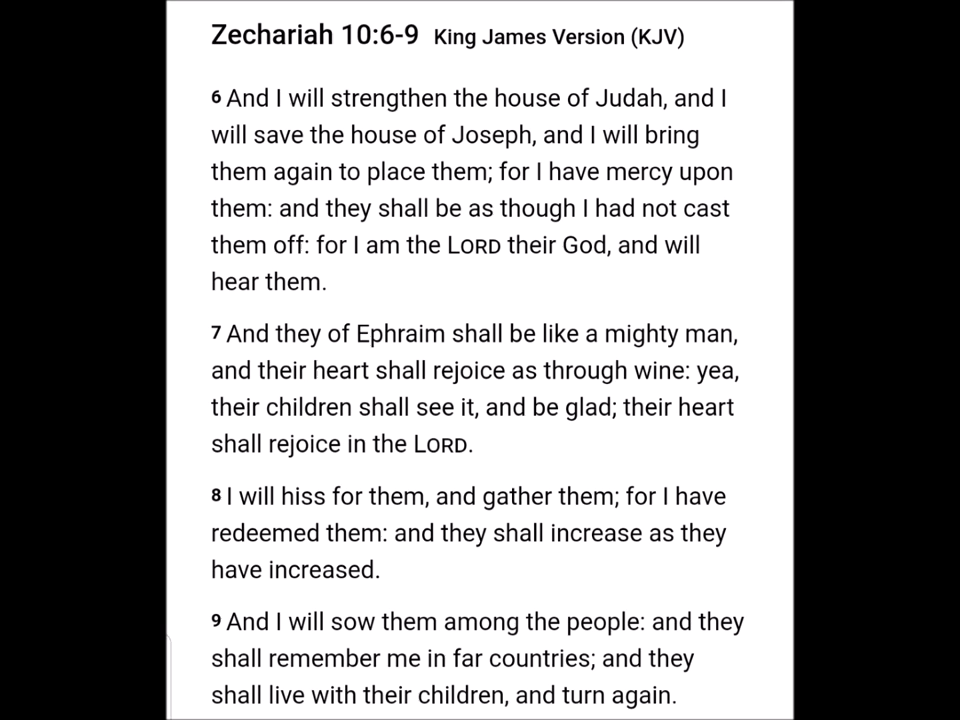 Zechariah 10:6-9 King James Version (KJV)
6 And I will strengthen the house of Judah, and I
will save the house of Joseph, and I will bring
them again to place them; for I have mercy upon
them: and they shall be as though I had not cast
them off: for I am the LORD their God, and will
hear them.
7 And they of Ephraim shall be like a mighty man,
and their heart shall rejoice as through wine: yea,
their children shall see it, and be glad; their heart
shall rejoice in the LORD.
8 I will hiss for them, and gather them; for I have
redeemed them: and they shall increase as they
have increased.
9 And I will sow them among the people: and they
shall remember me in far countries; and they
shall live with their children, and turn again.